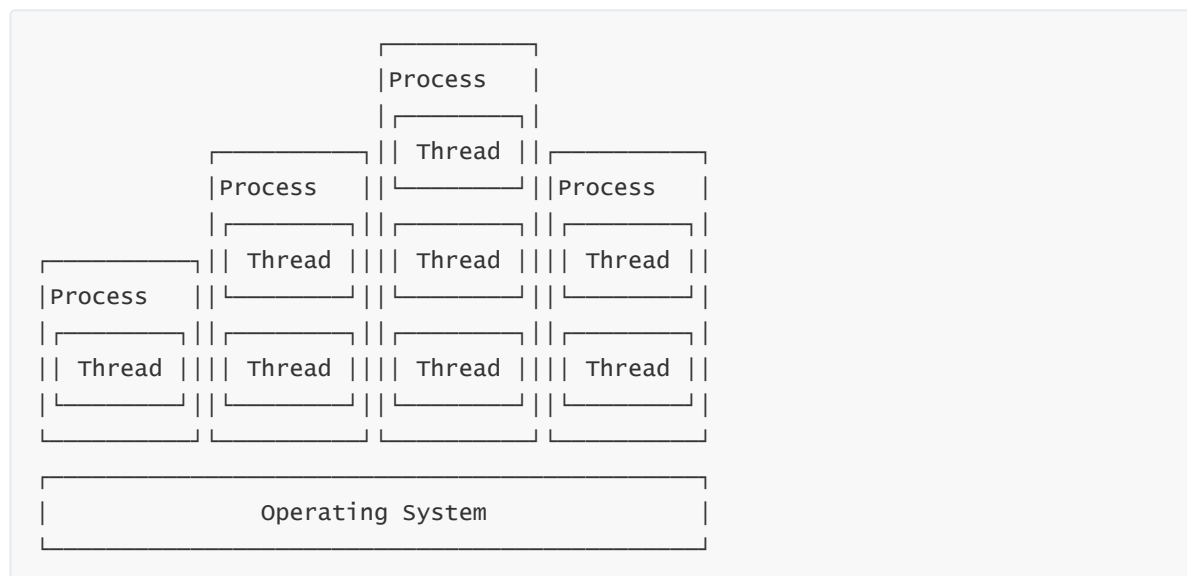 Process
Thread
Process Process
Thread Thread Thread
Process
Thread Thread Thread Thread
Operating System